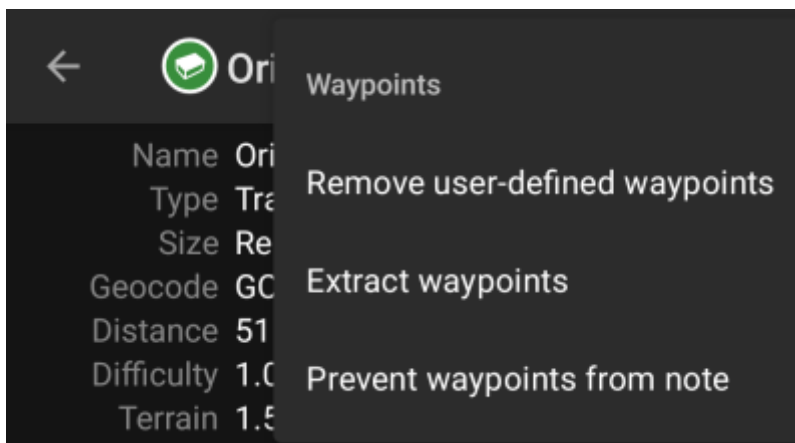 Ori
Waypoints
Name Ori
Remove user-defined waypoints
Type Tra
Size Re
Geocode GC
Extract waypoints
Distance 51
Difficulty 1.0
Prevent waypoints from note
Terrain 1.5